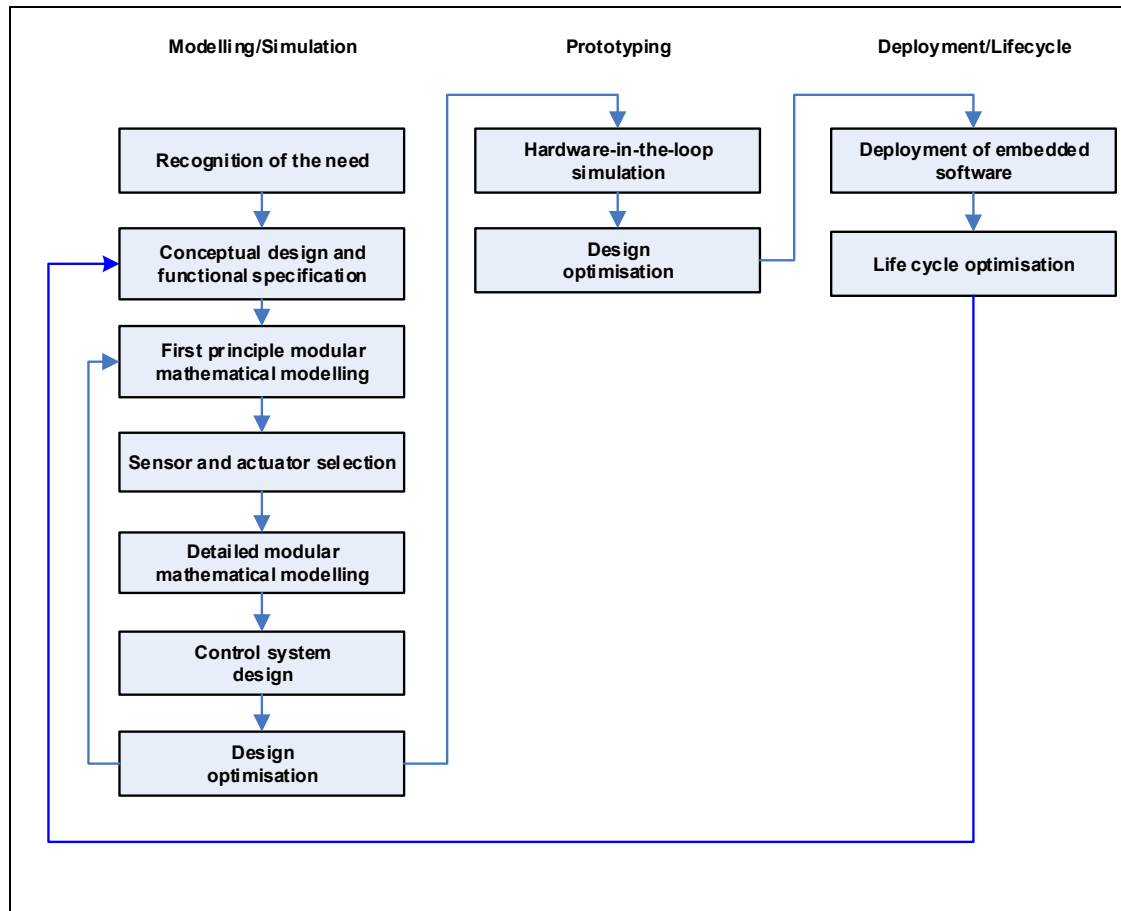 Modelling/Simulation
Recognition of the need
Conceptual design and
functional specification
First principle modular
mathematical modelling
Sensor and actuator selection
Detailed modular
mathematical modelling
Control system
design
Design
optimisation
Prototyping
Hardware-in-the-loop
simulation
Design
optimisation
Deployment/Lifecycle
Deployment of embedded
software
Life cycle optimisation